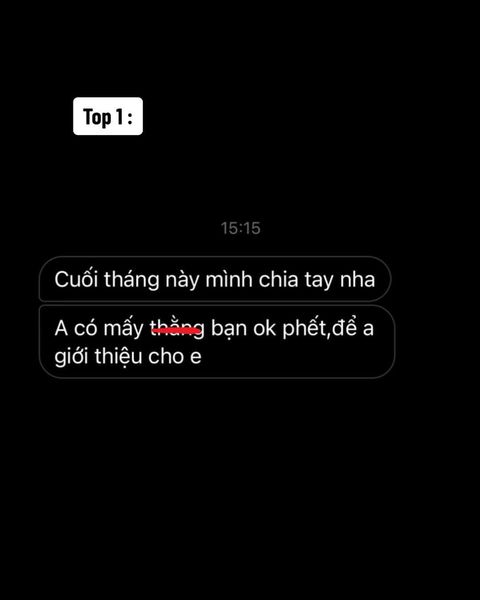 Top 1 :
15:15
Cuối tháng này mình chia tay nha
A có mấy thằng bạn ok phết,để a
giới thiệu cho e